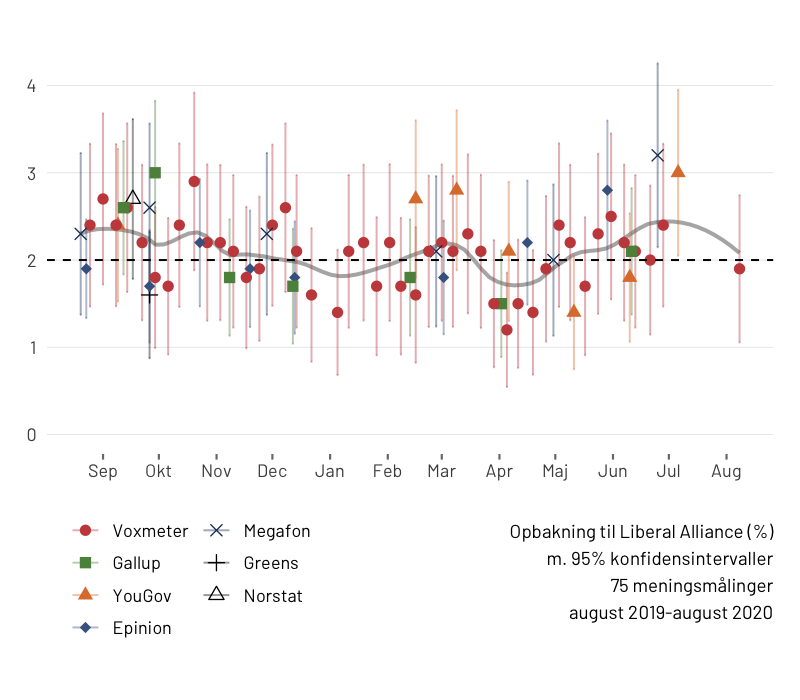 4
3
2
1
0
Sep Okt Nov Dec Jan Feb Mar Apr Maj Jun Jul Aug
Voxmeter Megafon
Gallup Greens
YouGov Norstat
Epinion
Opbakning til Liberal Alliance (%)
m. 95% konfidensintervaller
75 meningsmålinger
august 2019-august 2020